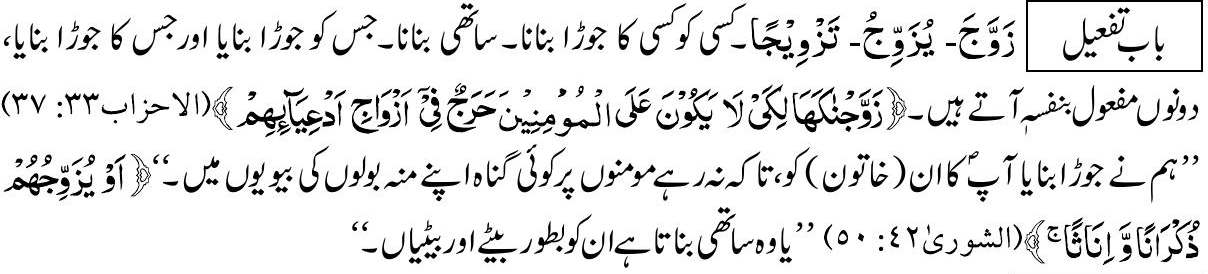 باب تفعیل زَوَّجَ۔ یُزَوِّجُ۔ تَزْوِیْجًا۔ کسی کو کسی کا جوڑا بنانا۔ ساتھی بنانا۔ جس کو جوڑا بنایا اور جس کا جوڑا بنایا،
دونوں مفعول بنفسہٖ آتے ہیں۔ ﴿زَوَّجْنٰکَھَا لِکَیْ لَا یَکُوْنَ عَلَی الْمُؤْمِنِیْنَ حَرَجٌ فِیْٓ اَزْوَاجِ اَدْعِیَآئِھِمْ﴾ (الاحزاب۳۳: ۳۷)
’’ہم نے جوڑا بنایا آپؐ کا ان (خاتون) کو، تا کہ نہ رہے مومنوں پر کوئی گناہ اپنے منہ بولوں کی بیویوں میں۔‘‘ ﴿اَوْ یُزَوِّجُھُمْ
ذُکْرَانًا وَّ اِنَاثًا ۚ﴾ (الشوریٰ۴۲: ۵۰) ’’یا وہ ساتھی بناتا ہے ان کو بطور بیٹے اور بیٹیاں۔‘‘